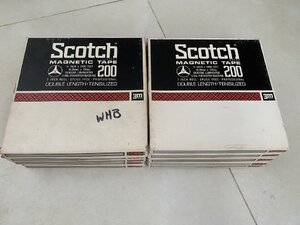 Scotch
MAGNETIC TAPE
200
DOUBLE LENGTH-TENSILIZED
3M
WHB
Scotch
MAGNETIC TAPE
200
DOUBLE LENGTH-TENSILIZED
3M